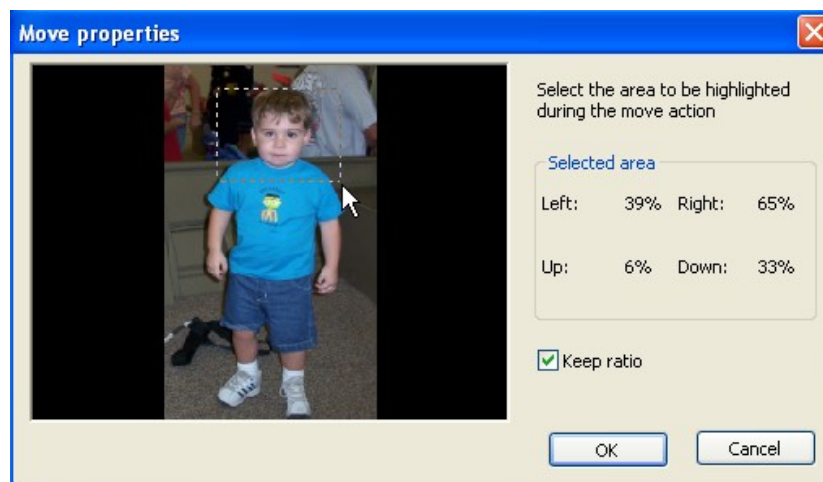 Move properties
Select the area to be highlighted
during the move action
Selected area
Left: 39% Right: 65%
Up: 6% Down: 33%
Keep ratio
OK Cancel